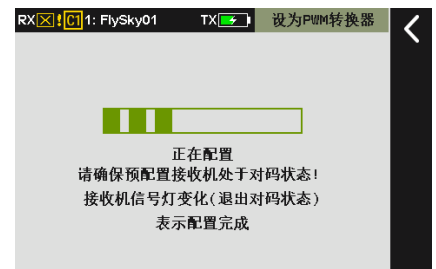 RX C1 1: FlySky01 TX 设为PWM转换器
正在配置
请确保预配置接收机处于对码状态!
接收机信号灯变化(退出对码状态)
表示配置完成